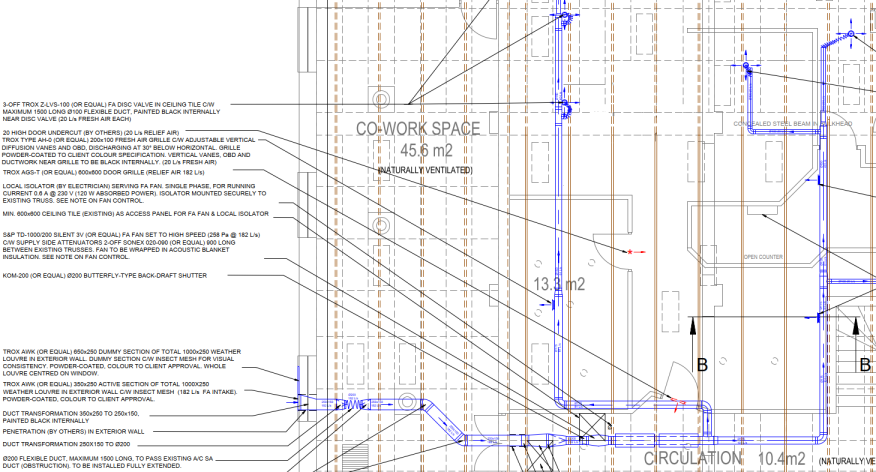 3-OFF TROX Z-LVS-100 (OR EQUAL) FA DISC VALVE IN CEILING TILE C/W
MAXIMUM 1500 LONG Ø100 FLEXIBLE DUCT, PAINTED BLACK INTERNALLY
NEAR DISC VALVE (20 L/s FRESH AIR EACH)
20 HIGH DOOR UNDERCUT (BY OTHERS) (20 L/s RELIEF AIR)
TROX TYPE AH-0 (OR EQUAL) 200x100 FRESH AIR GRILLE C/W ADJUSTABLE VERTICAL
DIFFUSION VANES AND OBD, DISCHARGING AT 30° BELOW HORIZONTAL. GRILLE
POWDER-COATED TO CLIENT COLOUR SPECIFICATION. VERTICAL VANES, OBD AND
DUCTWORK NEAR GRILLE TO BE BLACK INTERNALLY. (20 L/s FRESH AIR)
TROX AGS-T (OR EQUAL) 600x600 DOOR GRILLE (RELIEF AIR 182 L/s)
LOCAL ISOLATOR (BY ELECTRICIAN) SERVING FA FAN. SINGLE PHASE, FOR RUNNING
CURRENT 0.6 A @ 230 V (120 W ABSORBED POWER). ISOLATOR MOUNTED SECURELY TO
EXISTING TRUSS. SEE NOTE ON FAN CONTROL.
MIN. 600x600 CEILING TILE (EXISTING) AS ACCESS PANEL FOR FA FAN & LOCAL ISOLATOR
S&P TD-1000/200 SILENT 3V (OR EQUAL) FA FAN SET TO HIGH SPEED (258 Pa @ 182 L/s)
C/W SUPPLY SIDE ATTENUATORS 2-OFF SONEX 020-090 (OR EQUAL) 900 LONG
BETWEEN EXISTING TRUSSES. FAN TO BE WRAPPED IN ACOUSTIC BLANKET
INSULATION. SEE NOTE ON FAN CONTROL.
KOM-200 (OR EQUAL) Ø200 BUTTERFLY-TYPE BACK-DRAFT SHUTTER
TROX AWK (OR EQUAL) 650x250 DUMMY SECTION OF TOTAL 1000x250 WEATHER
LOUVRE IN EXTERIOR WALL. DUMMY SECTION C/W INSECT MESH FOR VISUAL
CONSISTENCY. POWDER-COATED, COLOUR TO CLIENT APPROVAL. WHOLE
LOUVRE CENTRED ON WINDOW.
TROX AWK (OR EQUAL) 350x250 ACTIVE SECTION OF TOTAL 1000X250
WEATHER LOUVRE IN EXTERIOR WALL C/W INSECT MESH (182 L/s FA INTAKE).
POWDER-COATED, COLOUR TO CLIENT APPROVAL.
DUCT TRANSFORMATION 350x250 TO 250x150.
PAINTED BLACK INTERNALLY
PENETRATION (BY OTHERS) IN EXTERIOR WALL
DUCT TRANSFORMATION 250X150 TO Ø200
Ø200 FLEXIBLE DUCT, MAXIMUM 1500 LONG, TO PASS EXISTING A/C SA
DUCT (OBSTRUCTION). TO BE INSTALLED FULLY EXTENDED.
CO-WORK SPACE
45.6 m2
(NATURALLY VENTILATED)
CONCEALED STEEL BEAM IN BULKHEAD
OPEN COUNTER
13.3 m2
B
B
CIRCULATION 10.4m2 (NATURALLY VE